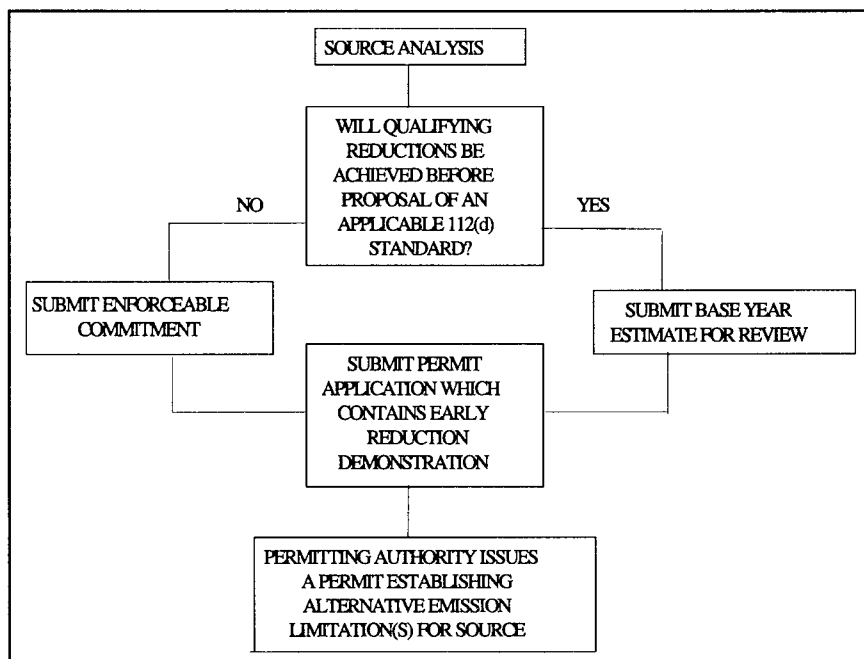 SOURCE ANALYSIS
WILL QUALIFYING
REDUCTIONS BE
ACHIEVED BEFORE
PROPOSAL OF AN
APPLICABLE 112(d)
STANDARD?
NO
YES
SUBMIT ENFORCEABLE
COMMITMENT
SUBMIT BASE YEAR
ESTIMATE FOR REVIEW
SUBMIT PERMIT
APPLICATION WHICH
CONTAINS EARLY
REDUCTION
DEMONSTRATION
PERMITTING AUTHORITY ISSUES
A PERMIT ESTABLISHING
ALTERNATIVE EMISSION
LIMITATION(S) FOR SOURCE